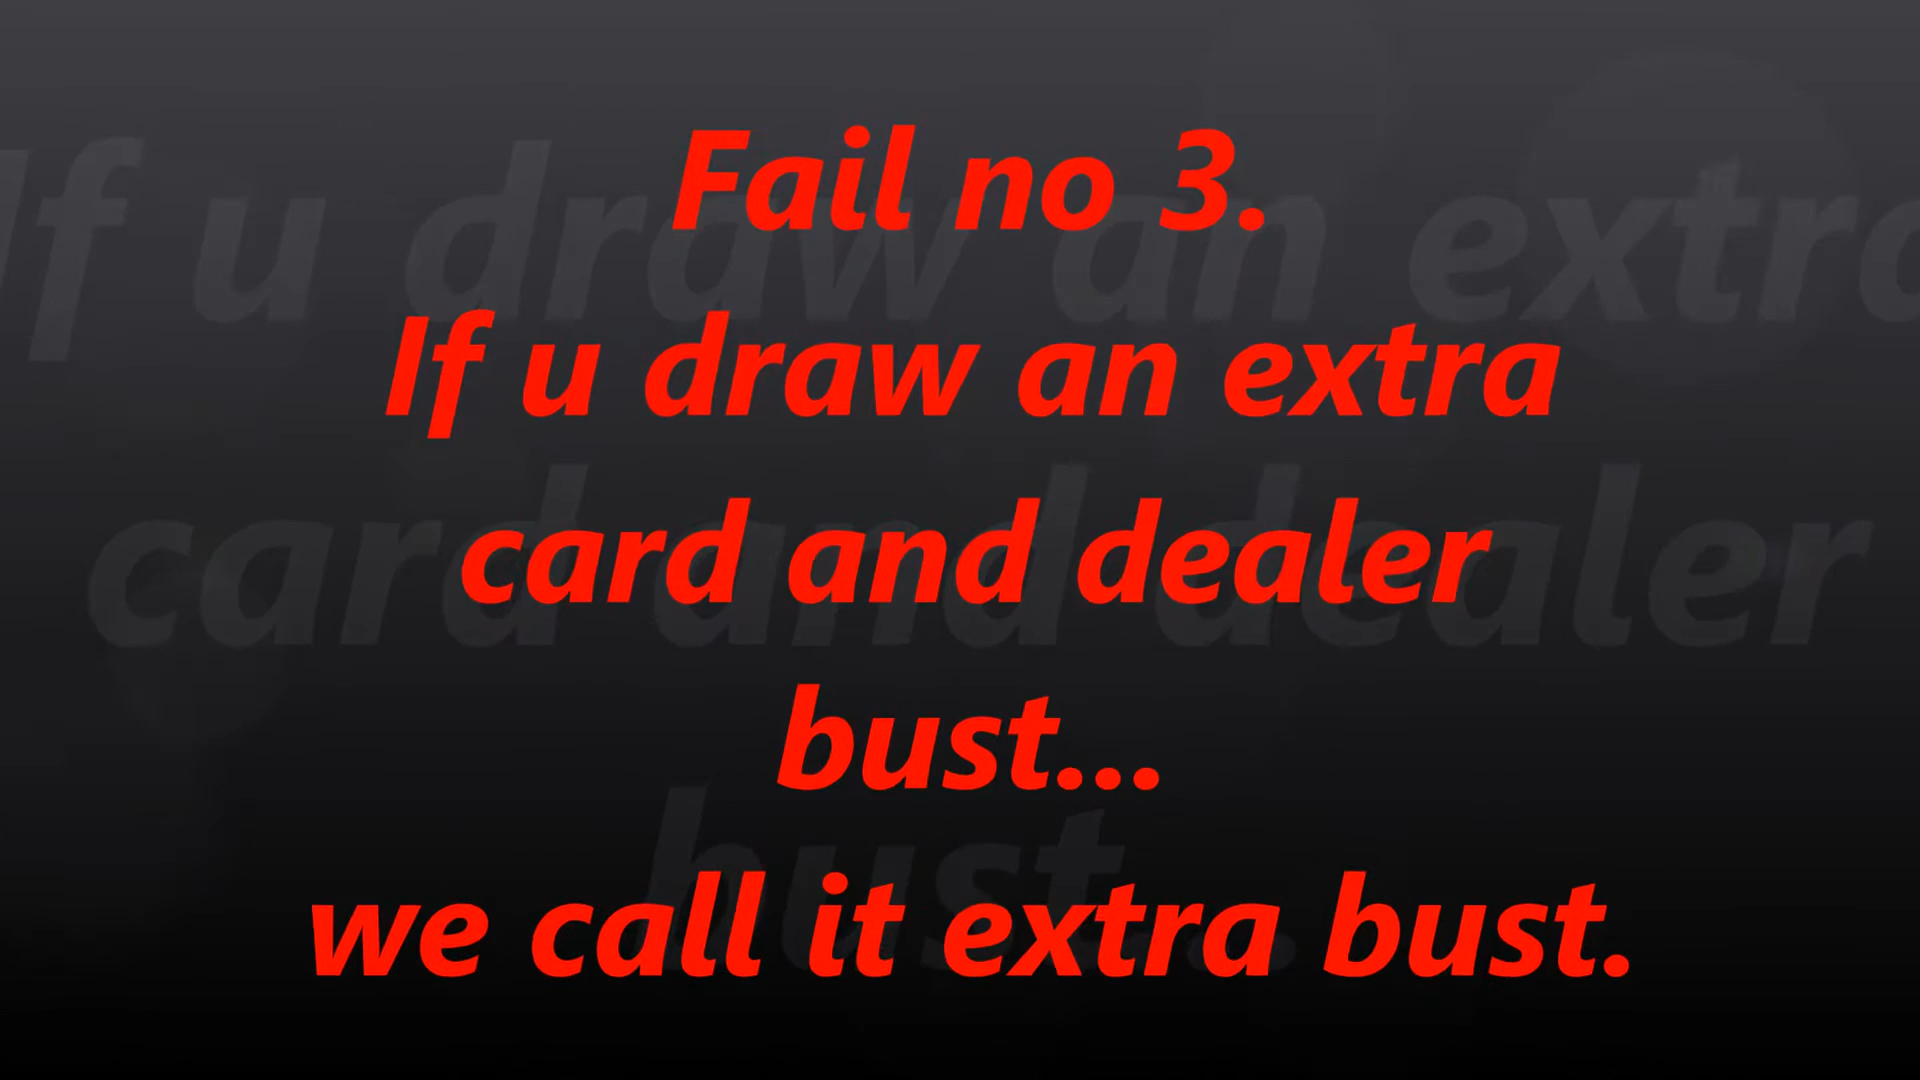 Fail no 3.
If u draw an extra
card and dealer
bust...
we call it extra bust.